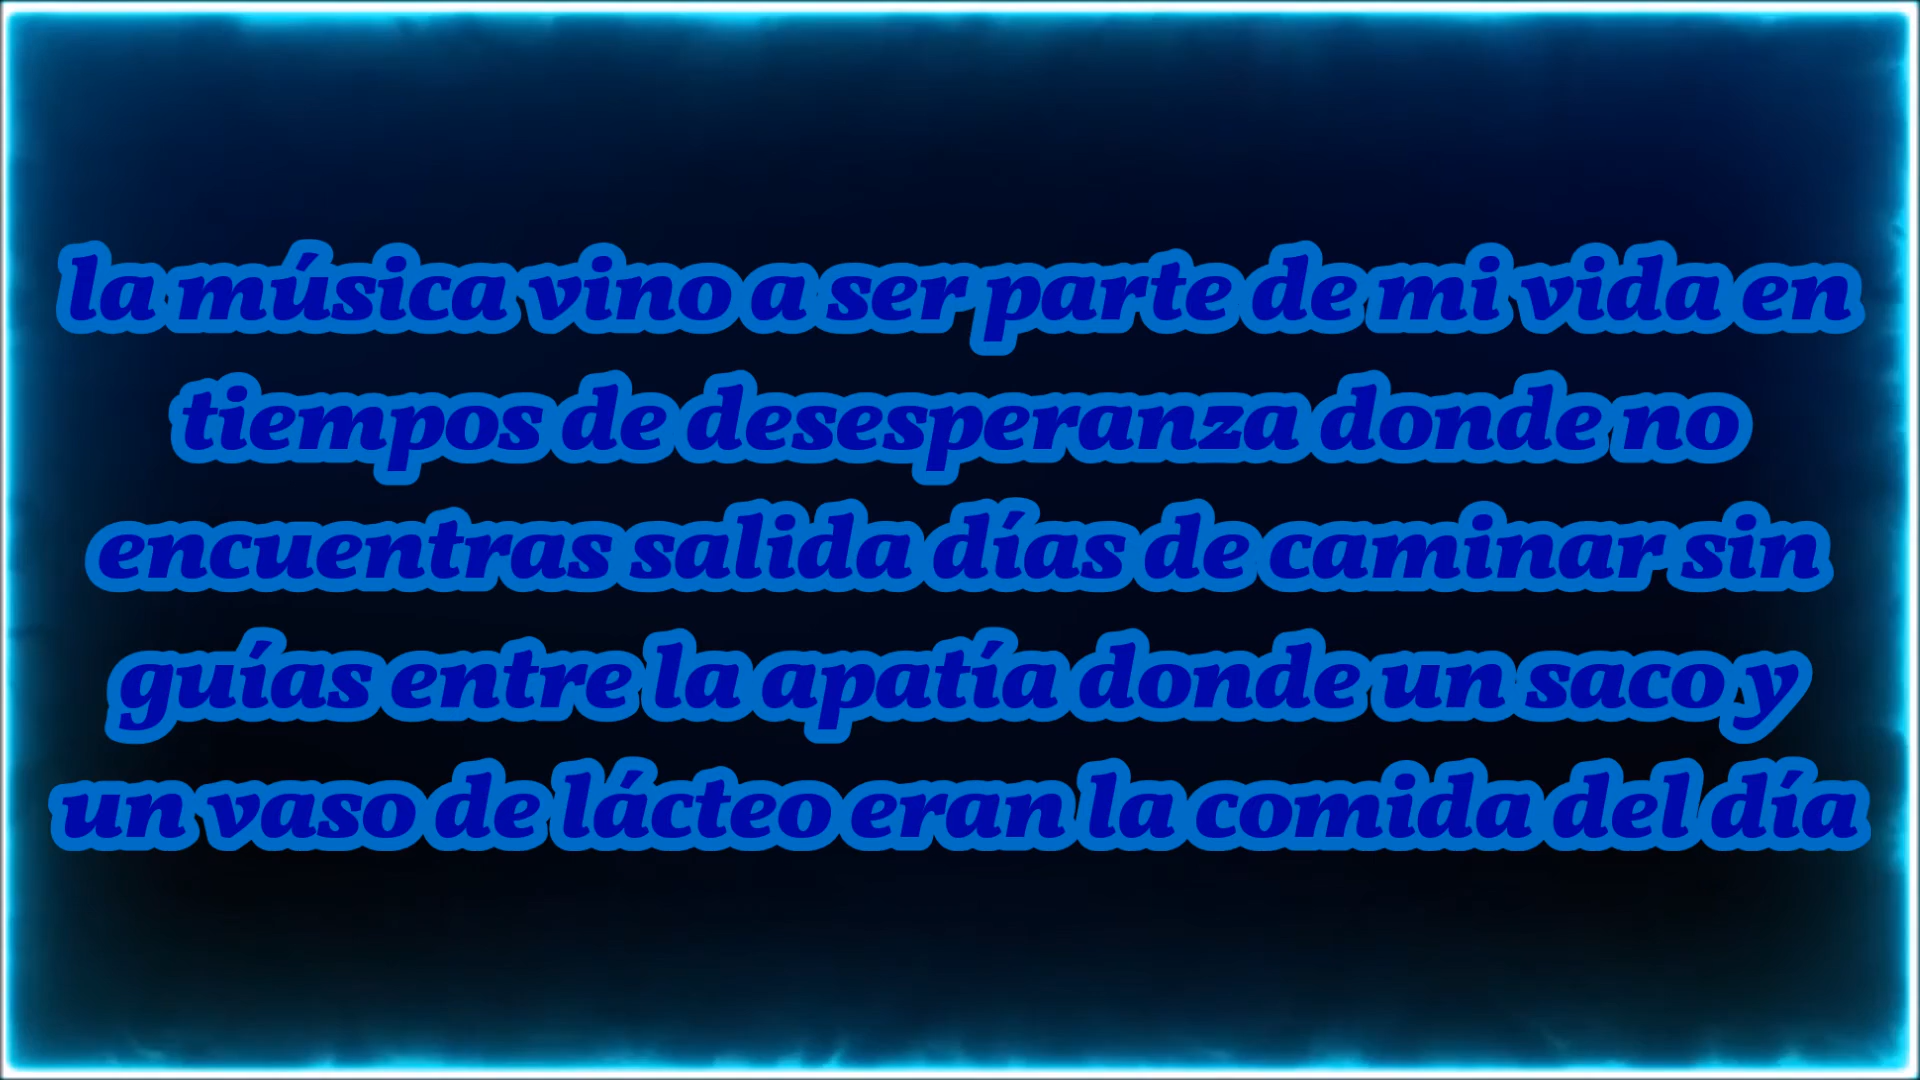 la música vino a ser parte de mi vida en
tiempos de desesperanza donde no
encuentras salida días de caminar sin
guías entre la apatía donde un saco y
un vaso de lácteo eran la comida del día